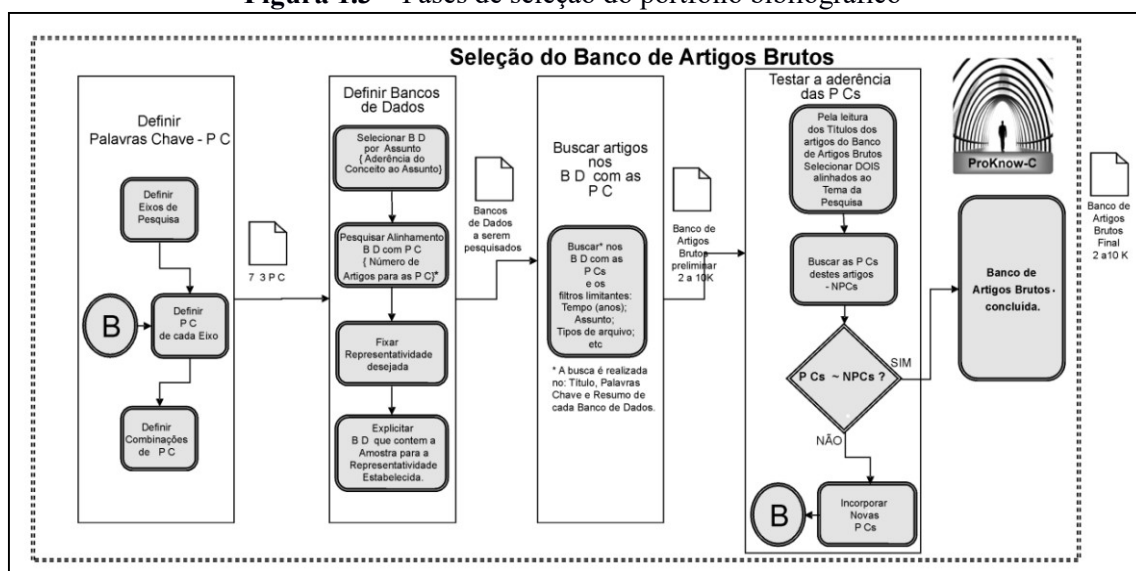 Figura 1.3 – Fases de seleção do portfólio bibliográfico
Seleção do Banco de Artigos Brutos
Definir
Palavras Chave - P C
Definir
Eixos de
Pesquisa
B
Definir
P C
de cada Eixo
Definir
Combinações
de P C
7 3 P C
Definir Bancos
de Dados
Selecionar B D
por Assunto
{ Aderência do
Conceito ao Assunto}
Pesquisar Alinhamento
B D com P C
{ Número de
Artigos para as P C}*
Fixar
Representatividade
desejada
Explicitar
B D que contem a
Amostra para a
Representatividade
Estabelecida.
Bancos
de Dados
a serem
pesquisados
Buscar artigos
nos
B D com as
P C
Buscar* nos
B D com as
P Cs
e os
filtros limitantes:
Tempo (anos);
Assunto;
Tipos de arquivo;
etc
* A busca é realizada
no: Título, Palavras
Chave e Resumo de
cada Banco de Dados.
Banco de
Artigos
Brutos
preliminar
2 a 10K
Testar a aderência
das P Cs
Pela leitura
dos Títulos dos
artigos do Banco
de Artigos Brutos
Selecionar DOIS
alinhados ao
Tema da
Pesquisa
Buscar as P Cs
destes artigos
- NPCs
P Cs ~ NPCs ?
SIM
NÃO
Incorporar
Novas
P Cs
B
ProKnow-C
Banco de
Artigos Brutos -
concluida.
Banco de
Artigos
Brutos
Final
2 a10 K